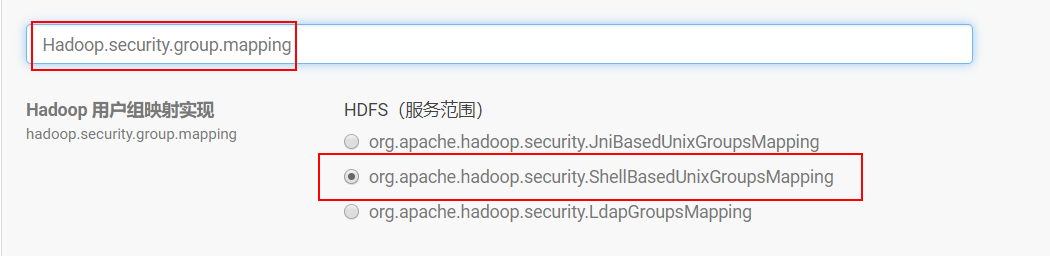 Hadoop.security.group.mapping
Hadoop 用户组映射实现
hadoop.security.group.mapping
HDFS（服务范围）
org.apache.hadoop.security.JniBasedUnixGroupsMapping
org.apache.hadoop.security.ShellBasedUnixGroupsMapping
org.apache.hadoop.security.LdapGroupsMapping